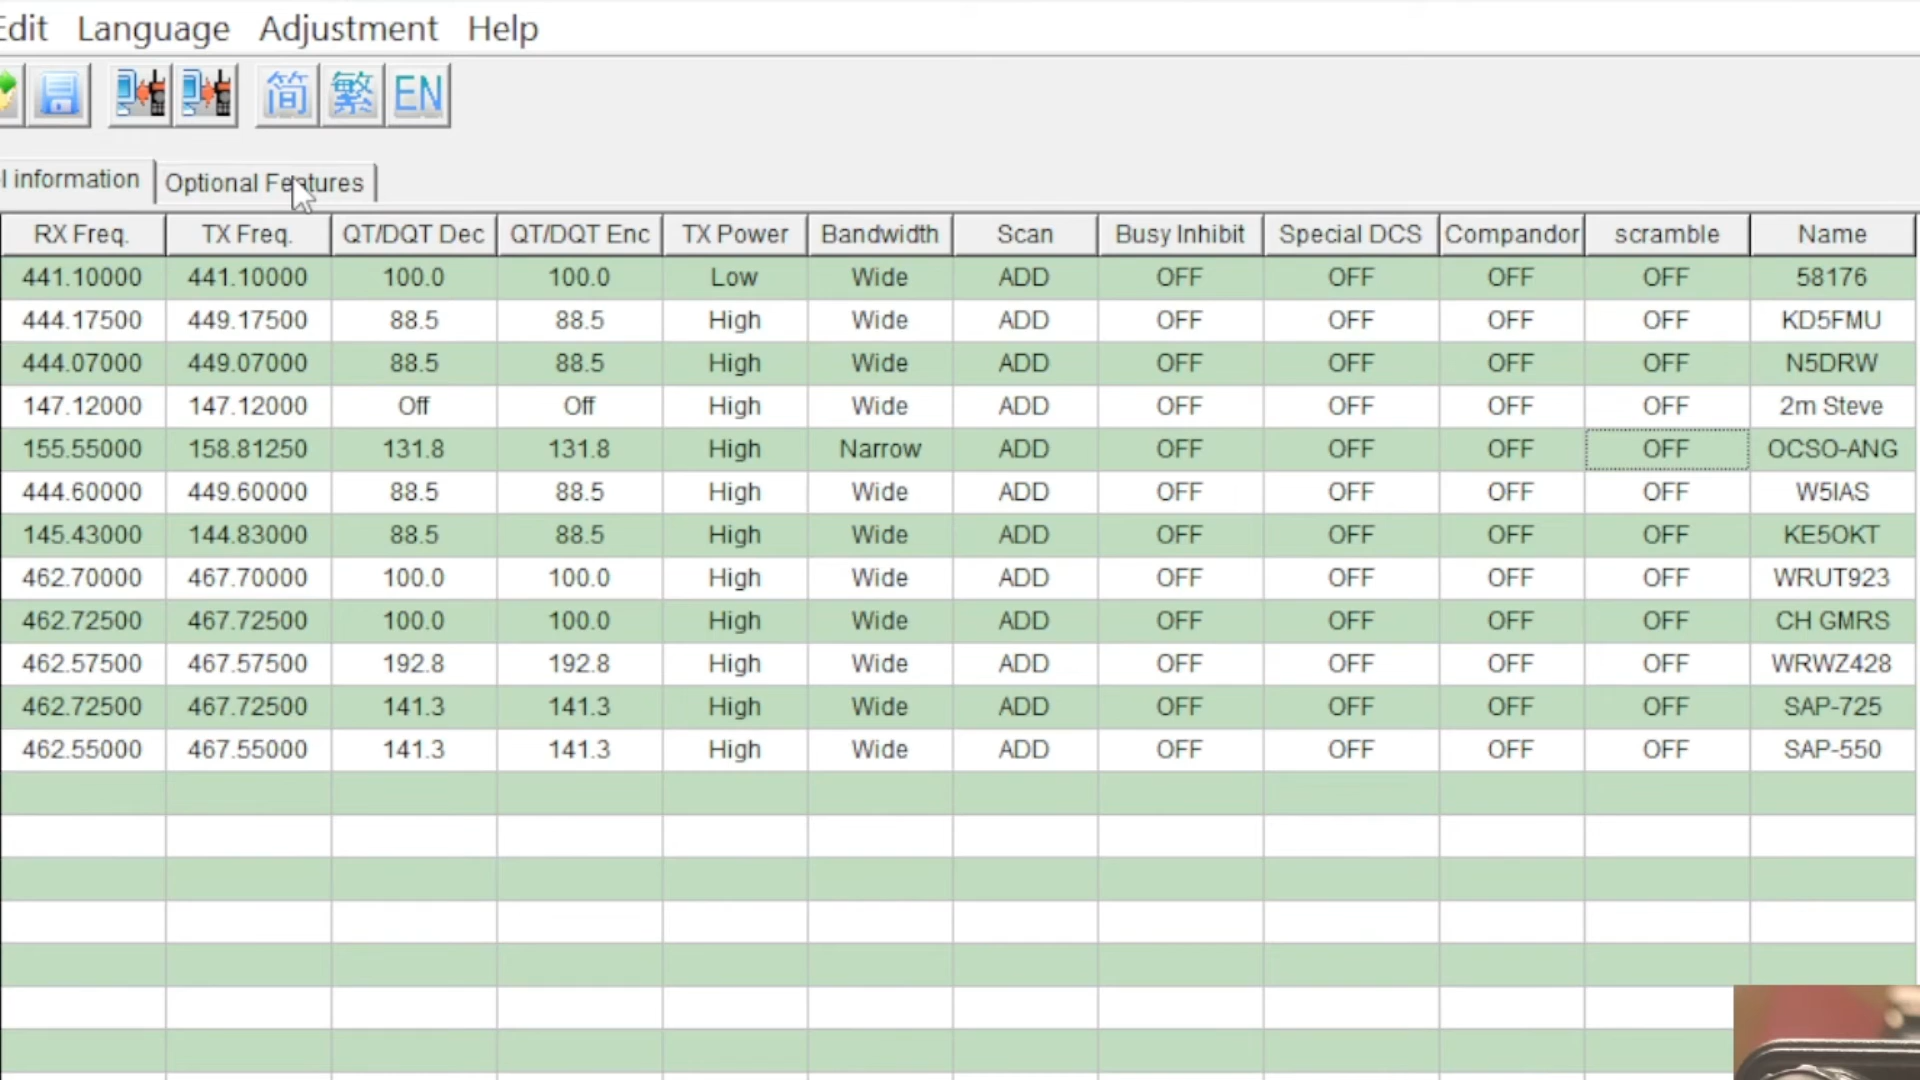 Edit Language Adjustment Help
简 繁 EN
l information Optional Features
RX Freq. TX Freq. QT/DQT Dec QT/DQT Enc TX Power Bandwidth Scan Busy Inhibit Special DCS Compandor scramble Name
441.10000 441.10000 100.0 100.0 Low Wide ADD OFF OFF OFF OFF 58176
444.17500 449.17500 88.5 88.5 High Wide ADD OFF OFF OFF OFF KD5FMU
444.07000 449.07000 88.5 88.5 High Wide ADD OFF OFF OFF OFF N5DRW
147.12000 147.12000 Off Off High Wide ADD OFF OFF OFF OFF 2m Steve
155.55000 158.81250 131.8 131.8 High Narrow ADD OFF OFF OFF OFF OCSO-ANG
444.60000 449.60000 88.5 88.5 High Wide ADD OFF OFF OFF OFF W5IAS
145.43000 144.83000 88.5 88.5 High Wide ADD OFF OFF OFF OFF KE5OKT
462.70000 467.70000 100.0 100.0 High Wide ADD OFF OFF OFF OFF WRUT923
462.72500 467.72500 100.0 100.0 High Wide ADD OFF OFF OFF OFF CH GMRS
462.57500 467.57500 192.8 192.8 High Wide ADD OFF OFF OFF OFF WRWZ428
462.72500 467.72500 141.3 141.3 High Wide ADD OFF OFF OFF OFF SAP-725
462.55000 467.55000 141.3 141.3 High Wide ADD OFF OFF OFF OFF SAP-550